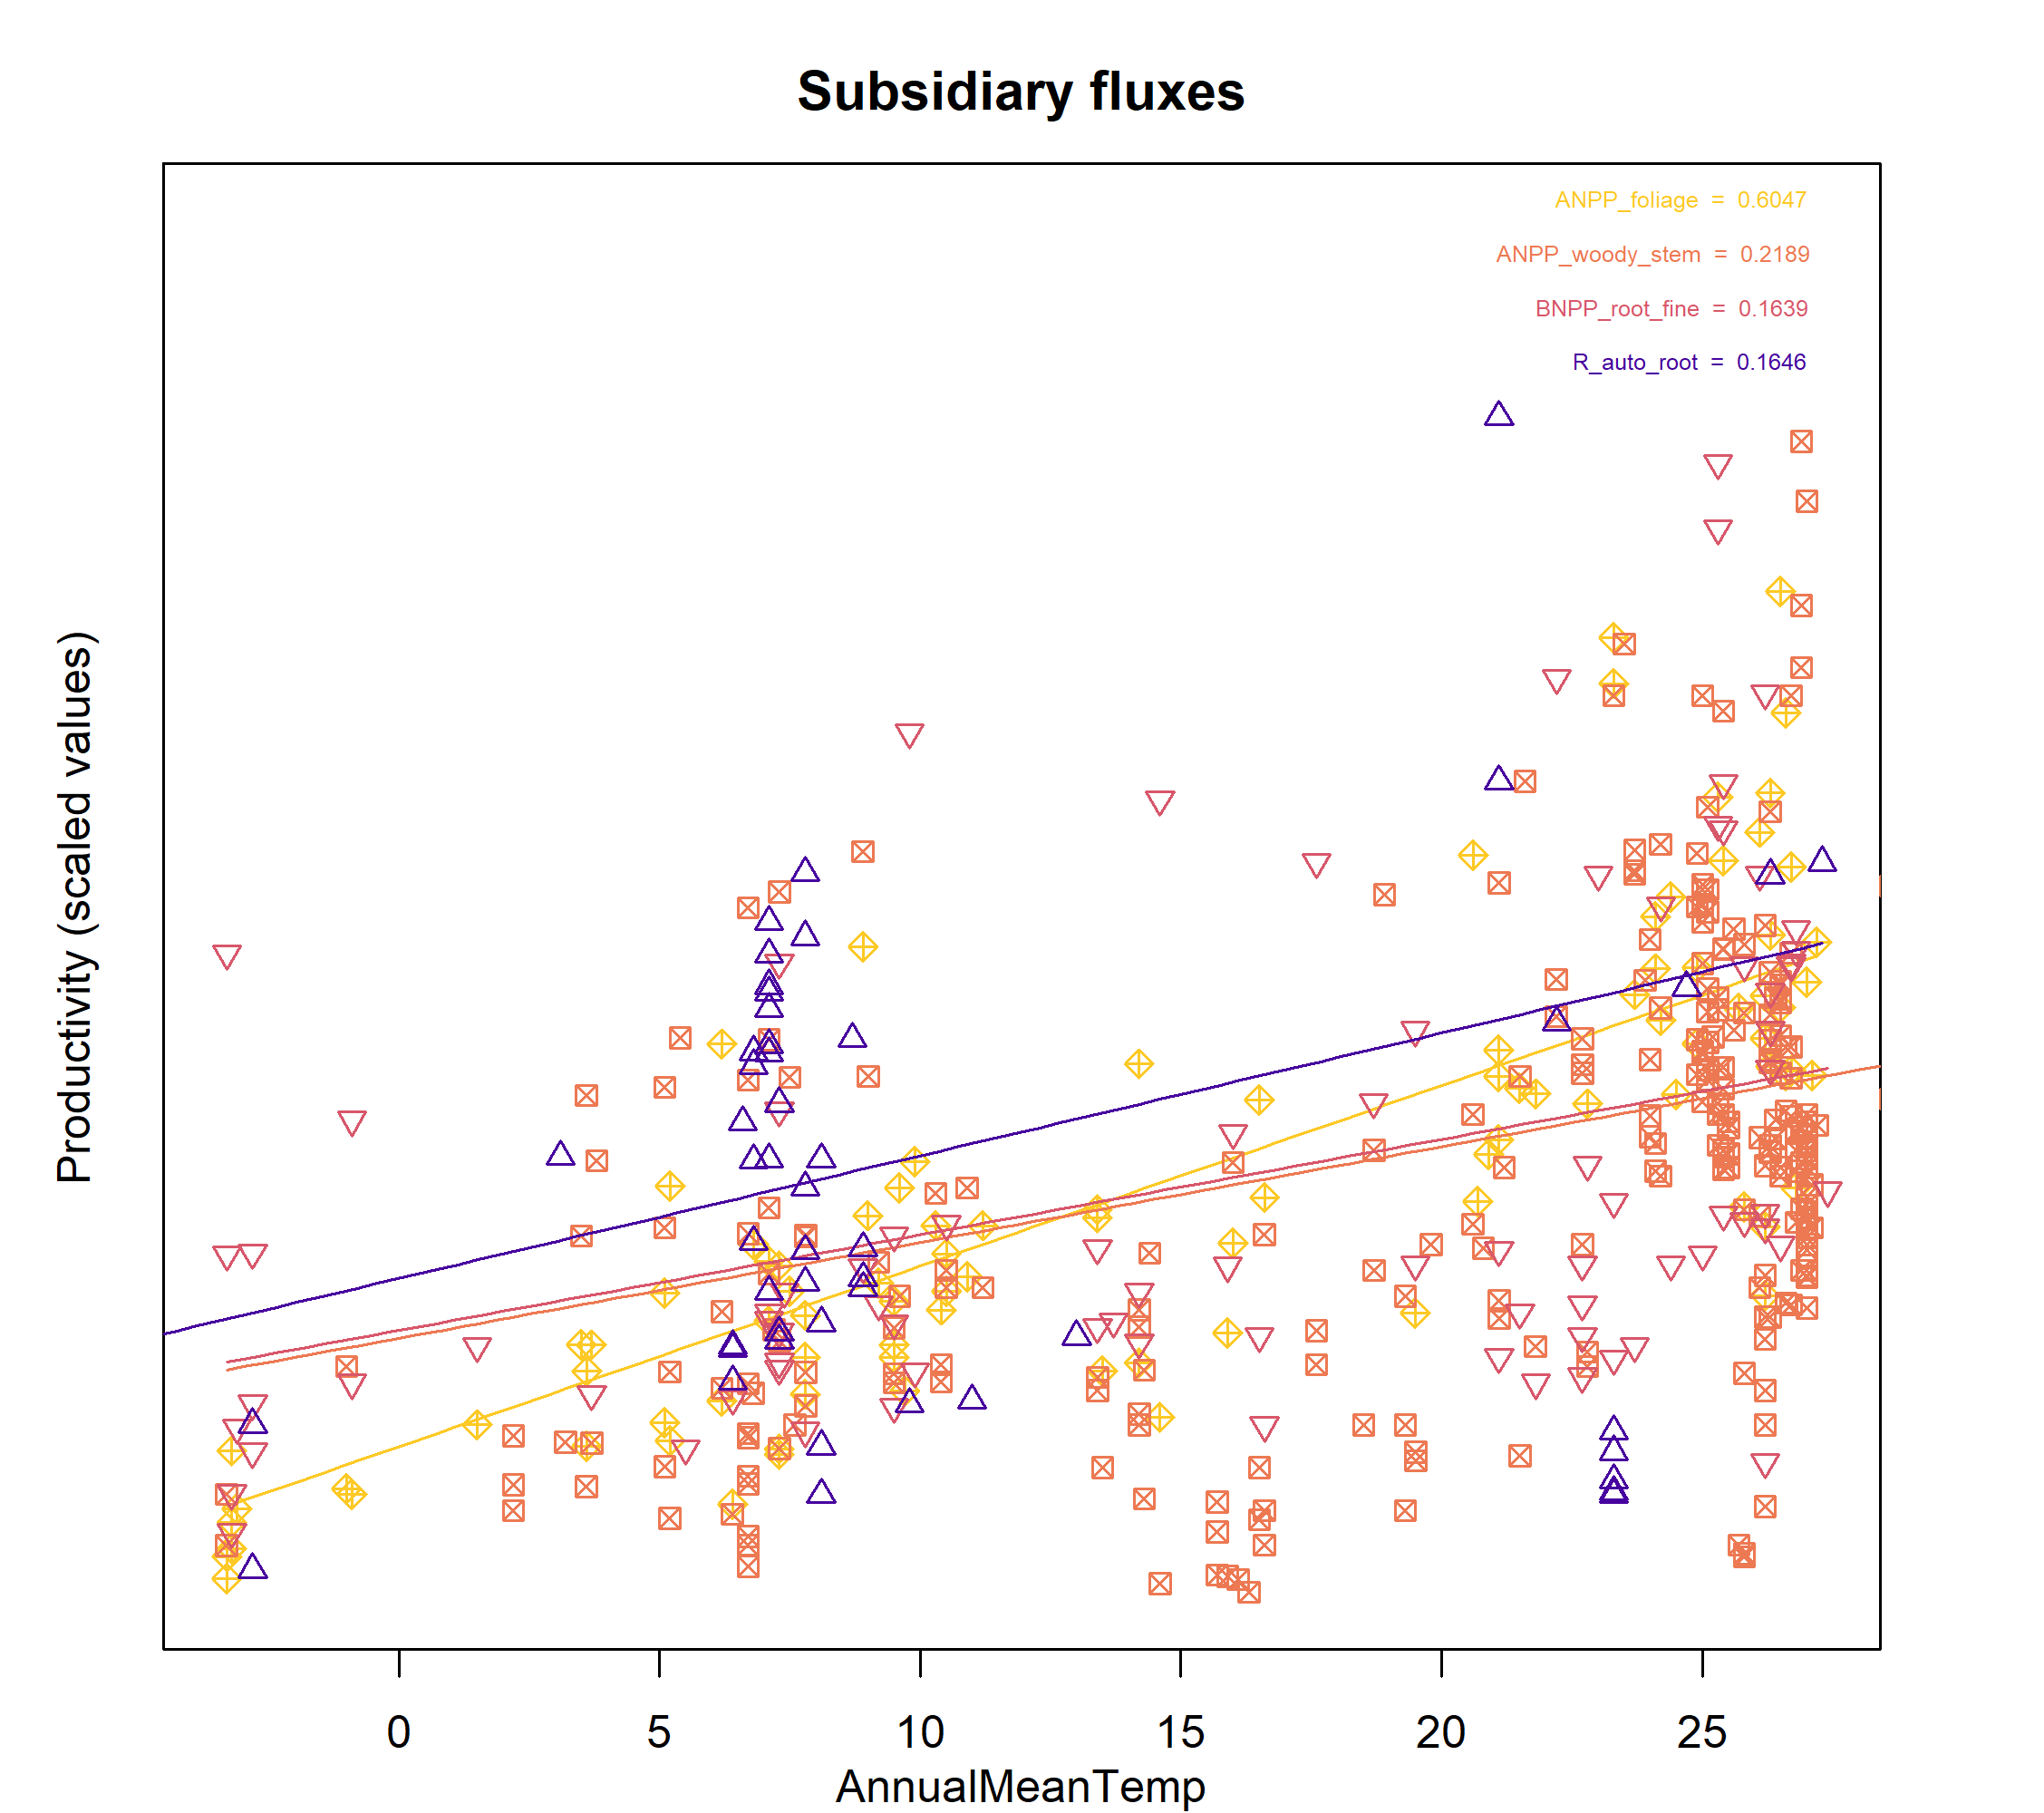 Subsidiary fluxes
ANPP_foliage = 0.6047
ANPP_woody_stem = 0.2189
BNPP_root_fine = 0.1639
R_auto_root = 0.1646
Productivity (scaled values)
0 5 10 15 20 25
AnnualMeanTemp